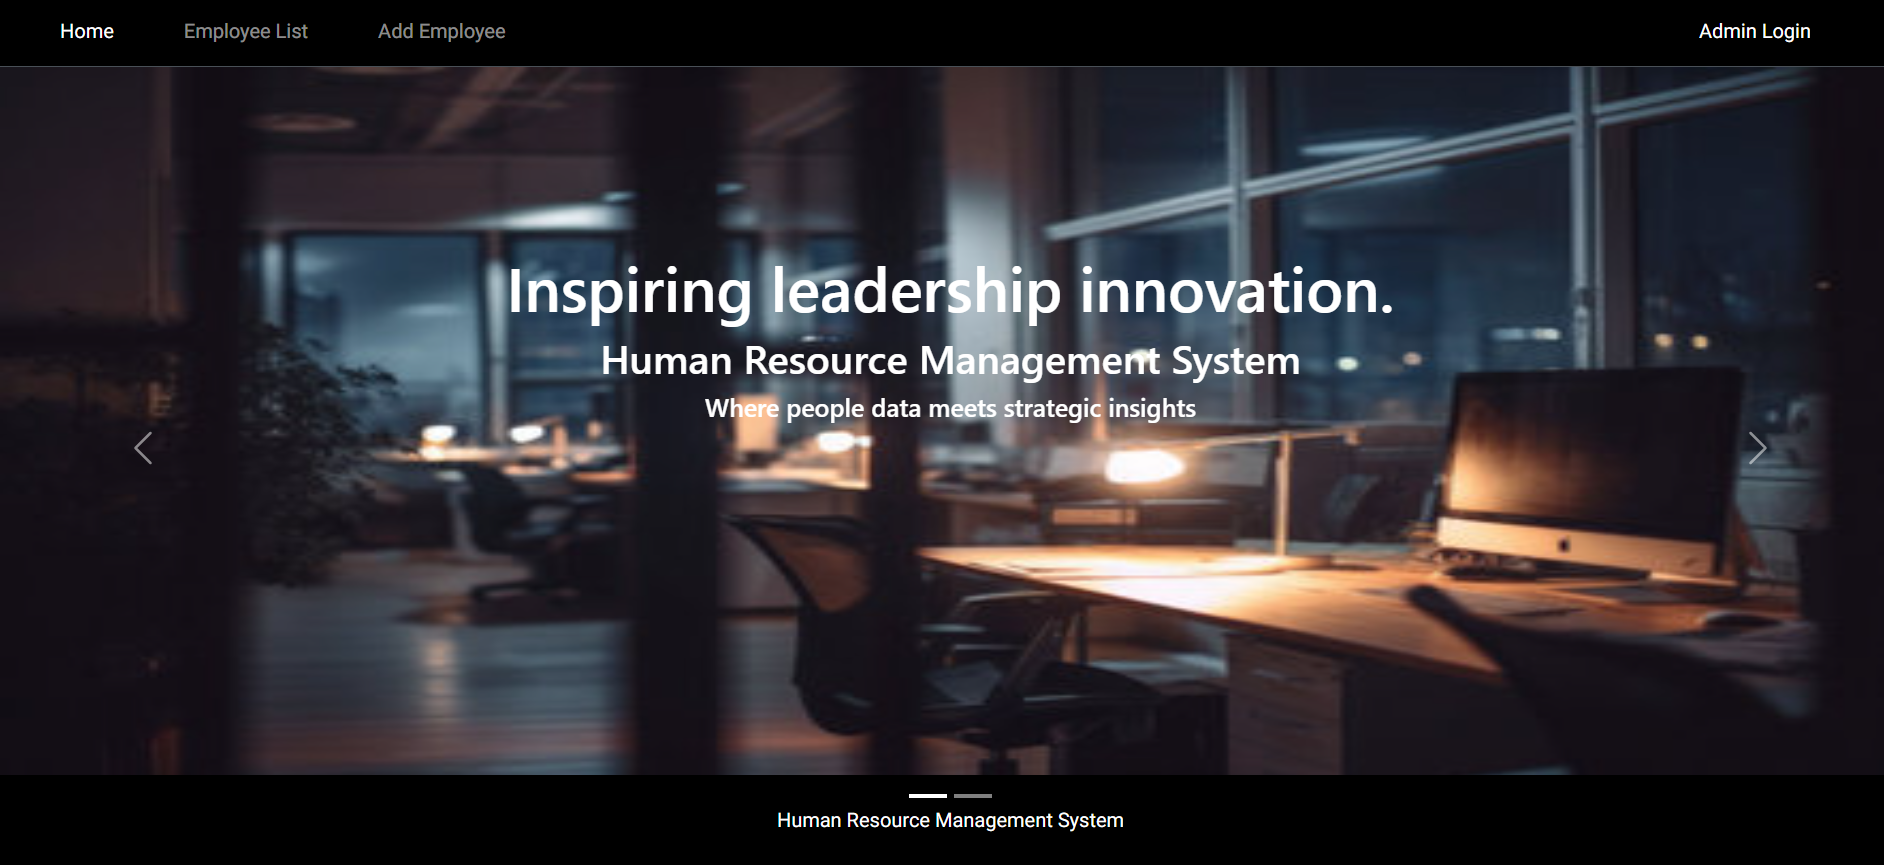 Home Employee List Add Employee Admin Login
Inspiring leadership innovation.
Human Resource Management System
Where people data meets strategic insights
Human Resource Management System